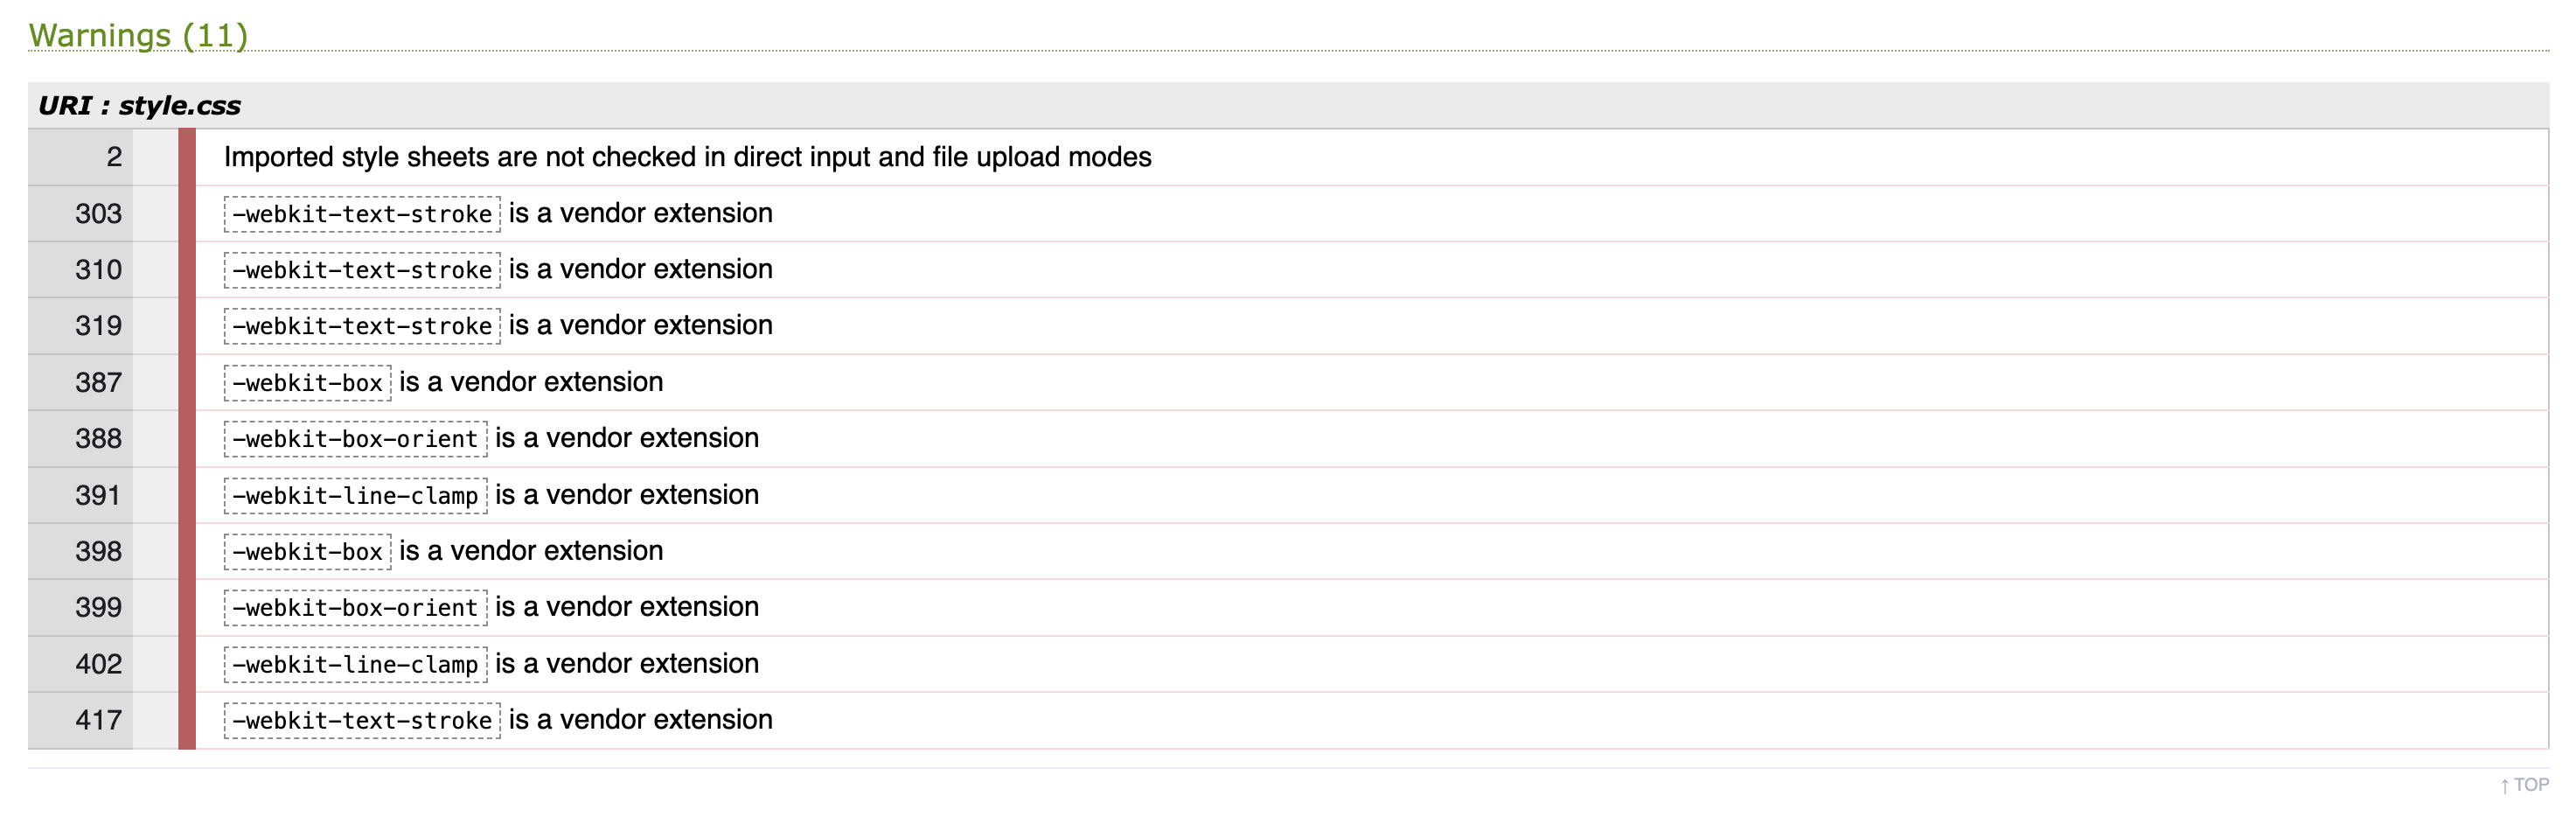 Warnings (11)
URI : style.css
2 Imported style sheets are not checked in direct input and file upload modes
303 -webkit-text-stroke is a vendor extension
310 -webkit-text-stroke is a vendor extension
319 -webkit-text-stroke is a vendor extension
387 -webkit-box is a vendor extension
388 -webkit-box-orient is a vendor extension
391 -webkit-line-clamp is a vendor extension
398 -webkit-box is a vendor extension
399 -webkit-box-orient is a vendor extension
402 -webkit-line-clamp is a vendor extension
417 -webkit-text-stroke is a vendor extension
↑ TOP